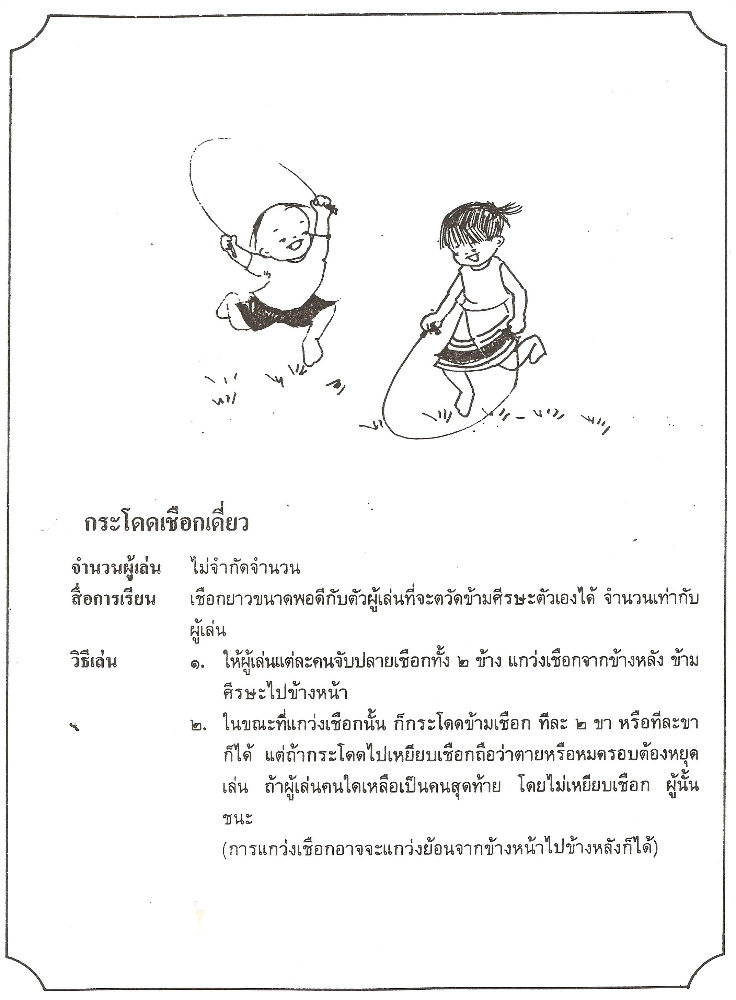 กระโดดเชือกเดี่ยว
จำนวนผู้เล่น ไม่จำกัดจำนวน
สื่อการเรียน เชือกยาวขนาดพอดีกับตัวผู้เล่นที่จะตวัดข้ามศีรษะตัวเองได้ จำนวนเท่ากับ
ผู้เล่น
วิธีเล่น ๑. ให้ผู้เล่นแต่ละคนจับปลายเชือกทั้ง ๒ ข้าง แกว่งเชือกจากข้างหลัง ข้าม
ศีรษะไปข้างหน้า
๒. ในขณะที่แกว่งเชือกนั้น ก็กระโดดข้ามเชือก ทีละ ๒ ขา หรือทีละขา
ก็ได้ แต่ถ้ากระโดดไปเหยียบเชือกถือว่าตายหรือหมดรอบต้องหยุด
เล่น ถ้าผู้เล่นคนใดเหลือเป็นคนสุดท้าย โดยไม่เหยียบเชือก ผู้นั้น
ชนะ
(การแกว่งเชือกอาจจะแกว่งย้อนจากข้างหน้าไปข้างหลังก็ได้)